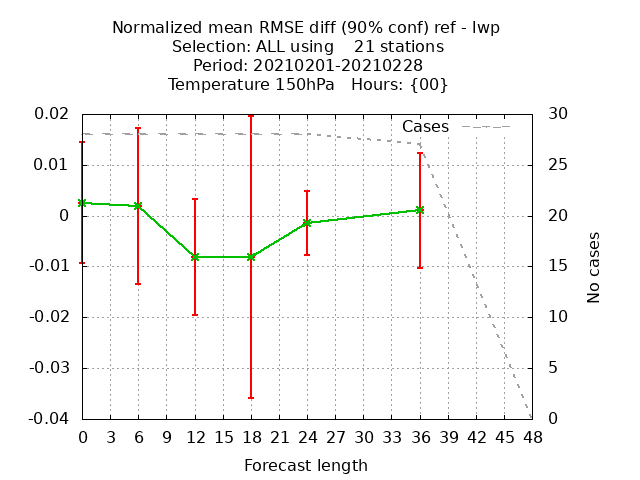 Normalized mean RMSE diff (90% conf) ref - lwp
Selection: ALL using    21 stations
Period: 20210201-20210228
Temperature 150hPa   Hours: {00}
Cases
0.02
0.01
0
-0.01
-0.02
-0.03
-0.04
30
25
20
15
10
5
0
No cases
0 3 6 9 12 15 18 21 24 27 30 33 36 39 42 45 48
Forecast length